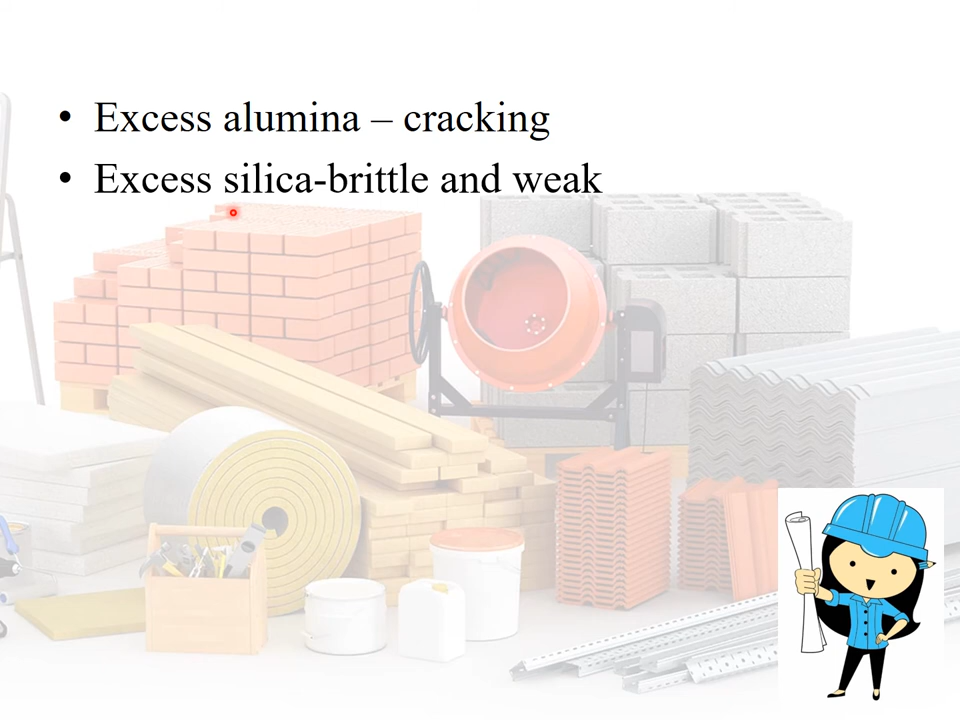 • Excess alumina – cracking
• Excess silica-brittle and weak